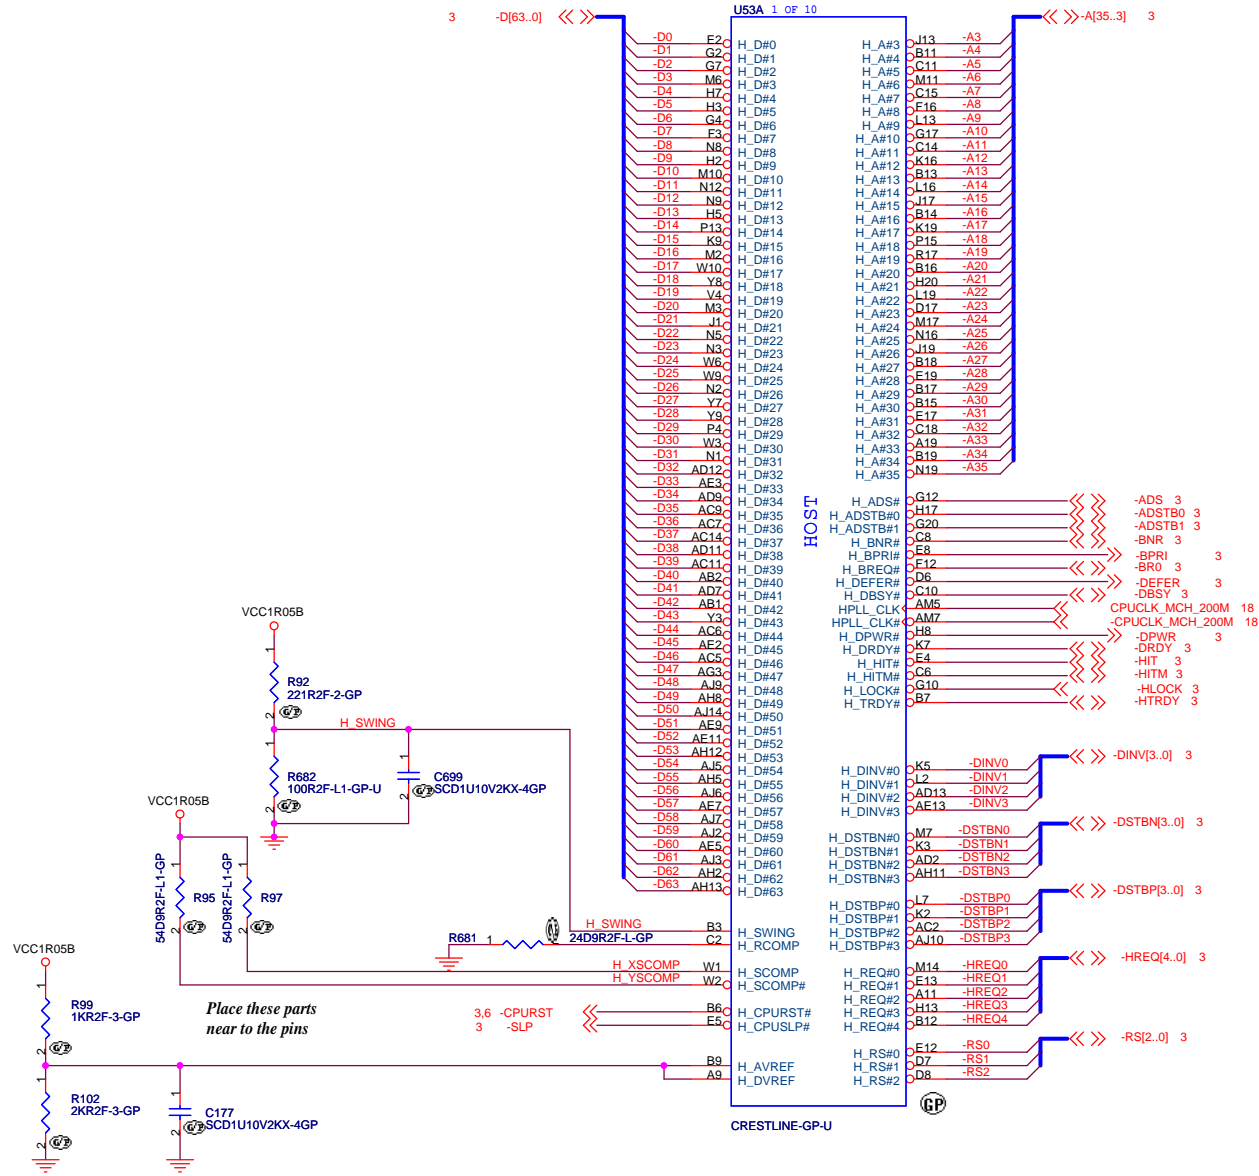 U53A 1 OF 10
3 -D[63..0]
-A[35..3] 3
-D0 E2 H_D#0 H_A#3 J13 -A3
-D1 G2 H_D#1 H_A#4 B11 -A4
-D2 G7 H_D#2 H_A#5 C11 -A5
-D3 M6 H_D#3 H_A#6 M11 -A6
-D4 H7 H_D#4 H_A#7 C15 -A7
-D5 H3 H_D#5 H_A#8 F16 -A8
-D6 G4 H_D#6 H_A#9 L13 -A9
-D7 F3 H_D#7 H_A#10 G17 -A10
-D8 N8 H_D#8 H_A#11 C14 -A11
-D9 H2 H_D#9 H_A#12 K16 -A12
-D10 M10 H_D#10 H_A#13 B13 -A13
-D11 N12 H_D#11 H_A#14 L16 -A14
-D12 N9 H_D#12 H_A#15 J17 -A15
-D13 H5 H_D#13 H_A#16 B14 -A16
-D14 P13 H_D#14 H_A#17 K19 -A17
-D15 K9 H_D#15 H_A#18 P15 -A18
-D16 M2 H_D#16 H_A#19 R17 -A19
-D17 W10 H_D#17 H_A#20 B16 -A20
-D18 Y8 H_D#18 H_A#21 H20 -A21
-D19 V4 H_D#19 H_A#22 L19 -A22
-D20 M3 H_D#20 H_A#23 D17 -A23
-D21 J1 H_D#21 H_A#24 M17 -A24
-D22 N5 H_D#22 H_A#25 N16 -A25
-D23 N3 H_D#23 H_A#26 J19 -A26
-D24 W6 H_D#24 H_A#27 B18 -A27
-D25 W9 H_D#25 H_A#28 E19 -A28
-D26 N2 H_D#26 H_A#29 B17 -A29
-D27 Y7 H_D#27 H_A#30 B15 -A30
-D28 Y9 H_D#28 H_A#31 E17 -A31
-D29 P4 H_D#29 H_A#32 C18 -A32
-D30 W3 H_D#30 H_A#33 A19 -A33
-D31 N1 H_D#31 H_A#34 B19 -A34
-D32 AD12 H_D#32 H_A#35 N19 -A35
-D33 AE3 H_D#33
-D34 AD9 H_D#34 H_ADS# G12 -ADS 3
-D35 AC9 H_D#35 H_ADSTB#0 H17 -ADSTB0 3
-D36 AC7 H_D#36 H_ADSTB#1 G20 -ADSTB1 3
-D37 AC14 H_D#37 H_BNR# C8 -BNR 3
-D38 AD11 H_D#38 H_BPRI# E8 -BPRI 3
-D39 AC11 H_D#39 H_BREQ# F12 -BR0 3
-D40 AB2 H_D#40 H_DEFER# D6 -DEFER 3
-D41 AD7 H_D#41 H_DBSY# C10 -DBSY 3
-D42 AB1 H_D#42 HPLL_CLK AM5 CPUCLK_MCH_200M 18
-D43 Y3 H_D#43 HPLL_CLK# AM7 -CPUCLK_MCH_200M 18
-D44 AC6 H_D#44 H_DPWR# H8 -DPWR 3
-D45 AE2 H_D#45 H_DRDY# K7 -DRDY 3
-D46 AC5 H_D#46 H_HIT# E4 -HIT 3
-D47 AG3 H_D#47 H_HITM# C6 -HITM 3
-D48 AJ9 H_D#48 H_LOCK# G10 -HLOCK 3
-D49 AH8 H_D#49 H_TRDY# B7 -HTRDY 3
-D50 AJ14 H_D#50
-D51 AE9 H_D#51
-D52 AE11 H_D#52
-D53 AH12 H_D#53
-D54 AJ5 H_D#54 H_DINV#0 K5 -DINV0
-D55 AH5 H_D#55 H_DINV#1 L2 -DINV1
-D56 AJ6 H_D#56 H_DINV#2 AD13 -DINV2
-D57 AE7 H_D#57 H_DINV#3 AE13 -DINV3
-DINV[3..0] 3
-D58 AJ7 H_D#58
-D59 AJ2 H_D#59 H_DSTBN#0 M7 -DSTBN0
-D60 AE5 H_D#60 H_DSTBN#1 K3 -DSTBN1
-D61 AJ3 H_D#61 H_DSTBN#2 AD2 -DSTBN2
-D62 AH2 H_D#62 H_DSTBN#3 AH11 -DSTBN3
-D63 AH13 H_D#63
-DSTBN[3..0] 3
HOST
H_DSTBP#0 L7 -DSTBP0
H_DSTBP#1 K2 -DSTBP1
H_DSTBP#2 AC2 -DSTBP2
H_DSTBP#3 AJ10 -DSTBP3
-DSTBP[3..0] 3
H_SWING B3 H_SWING
C2 H_RCOMP
H_XSCOMP W1 H_SCOMP
H_YSCOMP W2 H_SCOMP#
H_REQ#0 M14 -HREQ0
H_REQ#1 E13 -HREQ1
H_REQ#2 A11 -HREQ2
H_REQ#3 H13 -HREQ3
H_REQ#4 B12 -HREQ4
-HREQ[4..0] 3
3,6 -CPURST B6 H_CPURST#
3 -SLP E5 H_CPUSLP#
H_RS#0 E12 -RS0
H_RS#1 D7 -RS1
H_RS#2 D8 -RS2
-RS[2..0] 3
B9 H_AVREF
A9 H_DVREF
GP
CRESTLINE-GP-U
VCC1R05B
1
R92
221R2F-2-GP
2 G/P
H_SWING
1
R682
100R2F-L1-GP-U
2 G/P
1
C699
SCD1U10V2KX-4GP
2 G/P
VCC1R05B
1 1
54D9R2F-L1-GP R95
54D9R2F-L1-GP R97
2 G/P 2 G/P
R681 1 24D9R2F-L-GP
VCC1R05B
1
R99
1KR2F-3-GP
2 G/P
Place these parts
near to the pins
1
R102
2KR2F-3-GP
2 G/P
1
C177
SCD1U10V2KX-4GP
2 G/P